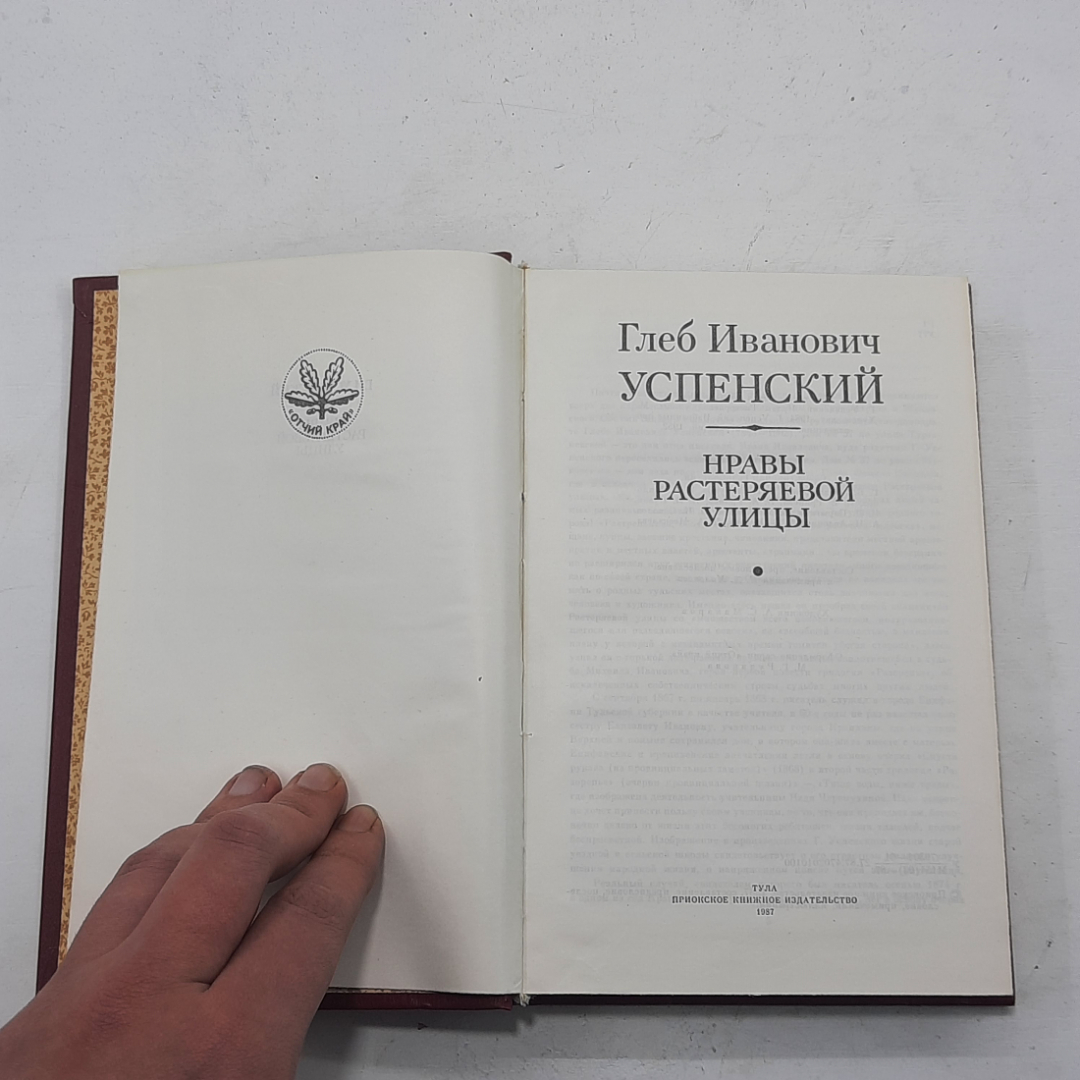 «ОТЧИЙ КРАЙ»
Глеб Иванович
УСПЕНСКИЙ
НРАВЫ
РАСТЕРЯЕВОЙ
УЛИЦЫ
ТУЛА
ПРИОКСКОЕ КНИЖНОЕ ИЗДАТЕЛЬСТВО
1987